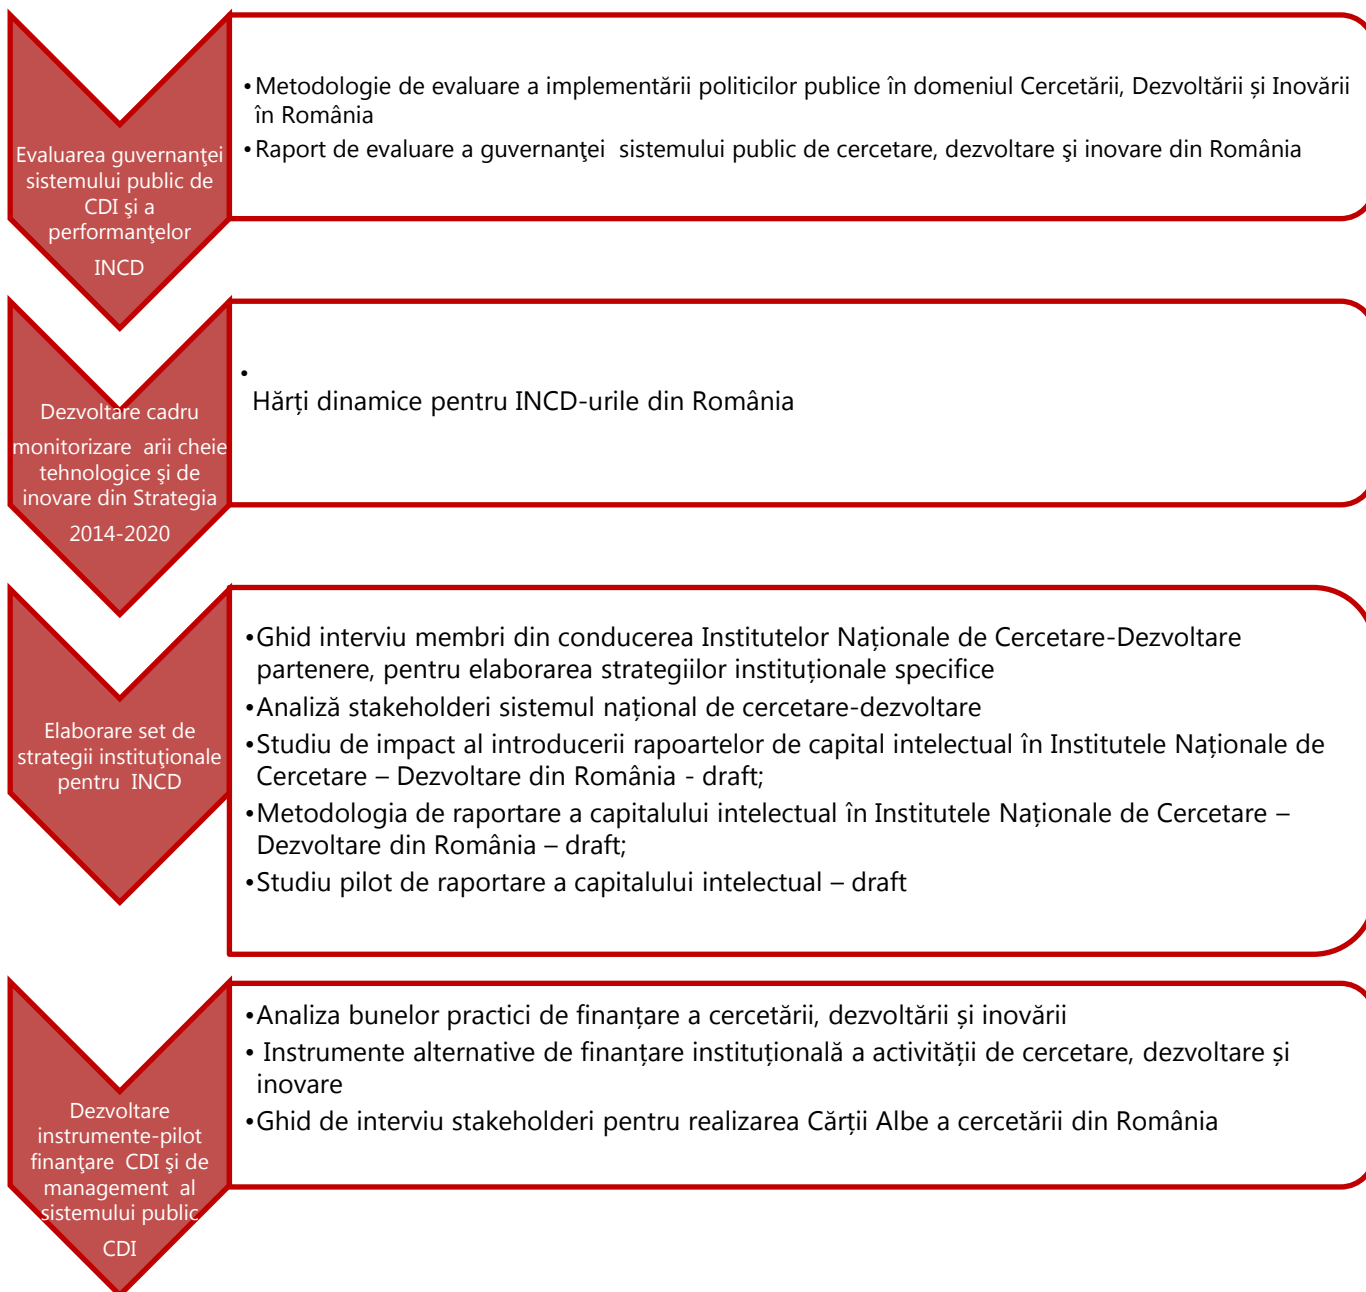 Evaluarea guvernanţei
sistemului public de
CDI şi a
performanţelor
INCD
•Metodologie de evaluare a implementării politicilor publice în domeniul Cercetării, Dezvoltării și Inovării
în România
•Raport de evaluare a guvernanţei sistemului public de cercetare, dezvoltare şi inovare din România
Dezvoltare cadru
monitorizare arii cheie
tehnologice şi de
inovare din Strategia
2014-2020
•
Hărți dinamice pentru INCD-urile din România
Elaborare set de
strategii instituţionale
pentru INCD
•Ghid interviu membri din conducerea Institutelor Naționale de Cercetare-Dezvoltare
partenere, pentru elaborarea strategiilor instituționale specifice
•Analiză stakeholderi sistemul național de cercetare-dezvoltare
•Studiu de impact al introducerii rapoartelor de capital intelectual în Institutele Naționale de
Cercetare – Dezvoltare din România - draft;
•Metodologia de raportare a capitalului intelectual în Institutele Naționale de Cercetare –
Dezvoltare din România – draft;
•Studiu pilot de raportare a capitalului intelectual – draft
Dezvoltare
instrumente-pilot
finanţare CDI şi de
management al
sistemului public
CDI
•Analiza bunelor practici de finanțare a cercetării, dezvoltării și inovării
• Instrumente alternative de finanțare instituțională a activității de cercetare, dezvoltare și
inovare
•Ghid de interviu stakeholderi pentru realizarea Cărții Albe a cercetării din România